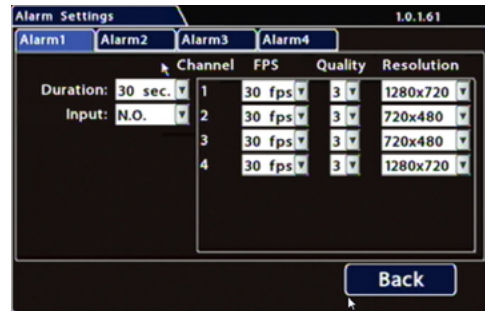 Alarm Settings 1.0.1.61
Alarm1 Alarm2 Alarm3 Alarm4
Channel FPS Quality Resolution
Duration: 30 sec. 1 30 fps 3 1280x720
Input: N.O. 2 30 fps 3 720x480
3 30 fps 3 720x480
4 30 fps 3 1280x720
Back